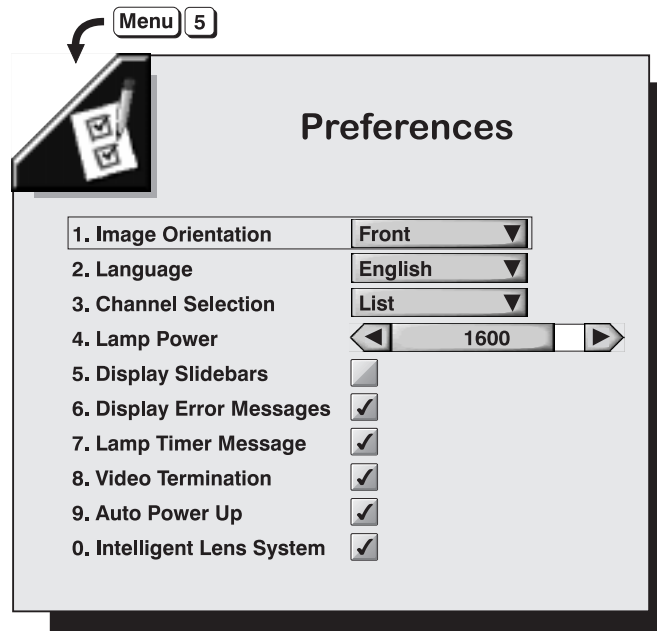 Menu 5
Preferences
1. Image Orientation Front
2. Language English
3. Channel Selection List
4. Lamp Power 1600
5. Display Slidebars
6. Display Error Messages
7. Lamp Timer Message
8. Video Termination
9. Auto Power Up
0. Intelligent Lens System